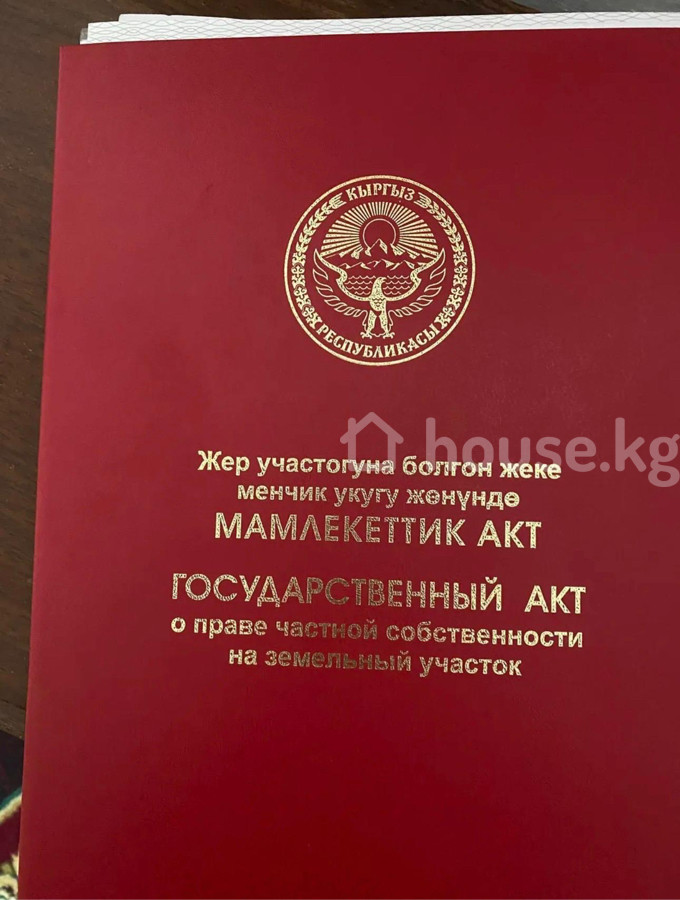 КЫРГЫЗ
РЕСПУБЛИКАСЫ
house.kg
Жер участогуна болгон жеке
менчик укугу жөнүндө
МАМЛЕКЕТТИК АКТ
ГОСУДАРСТВЕННЫЙ АКТ
о праве частной собственности
на земельный участок